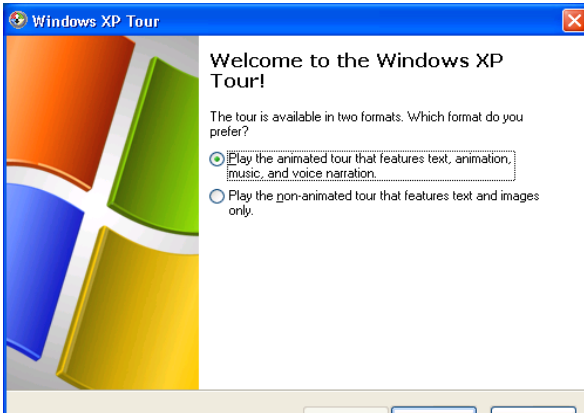 Windows XP Tour
Welcome to the Windows XP
Tour!
The tour is available in two formats. Which format do you
prefer?
Play the animated tour that features text, animation,
music, and voice narration.
Play the non-animated tour that features text and images
only.